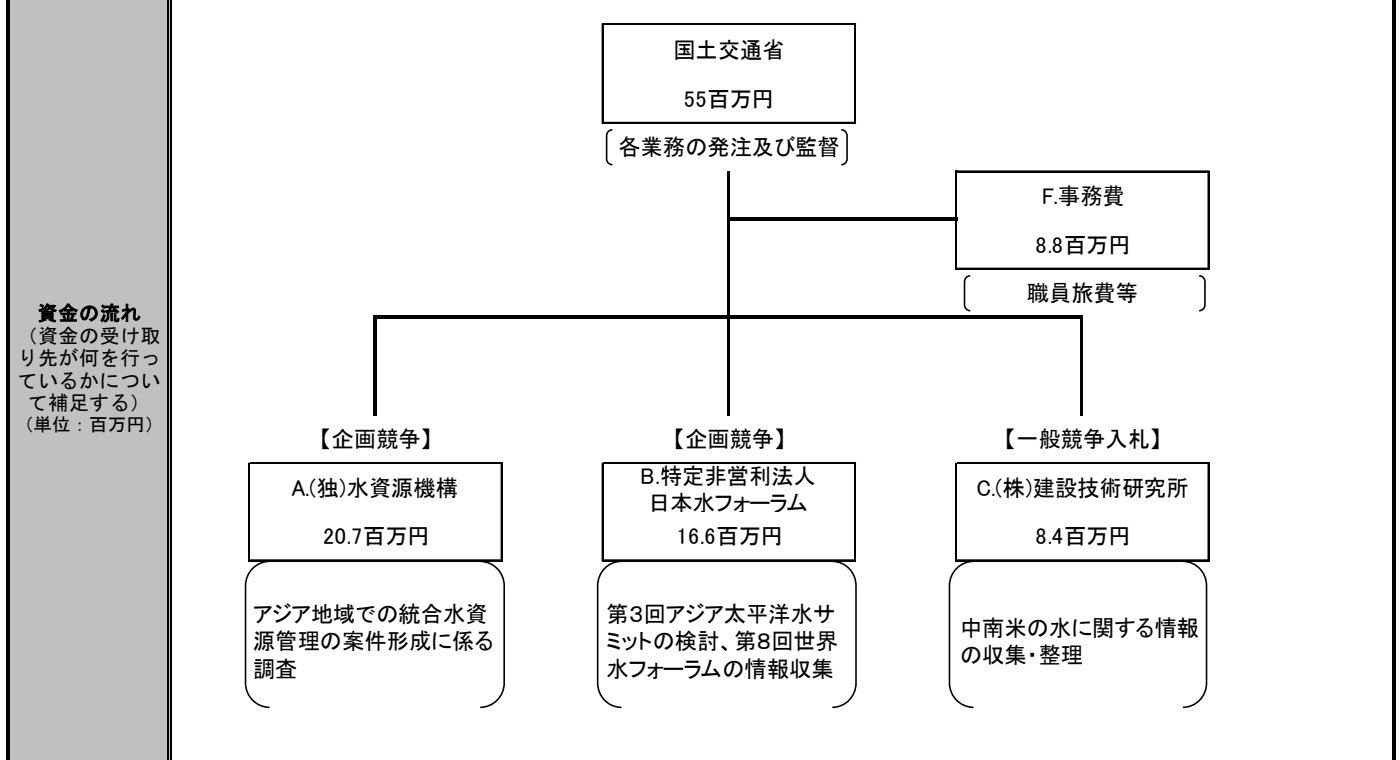 資金の流れ
（資金の受け取
り先が何を行っ
ているかについ
て補足する）
（単位：百万円）
国土交通省
55百万円
各業務の発注及び監督
F.事務費
8.8百万円
職員旅費等
【企画競争】
A.(独)水資源機構
20.7百万円
アジア地域での統合水資
源管理の案件形成に係る
調査
【企画競争】
B.特定非営利法人
日本水フォーラム
16.6百万円
第3回アジア太平洋水サ
ミットの検討、第8回世界
水フォーラムの情報収集
【一般競争入札】
C.(株)建設技術研究所
8.4百万円
中南米の水に関する情報
の収集・整理